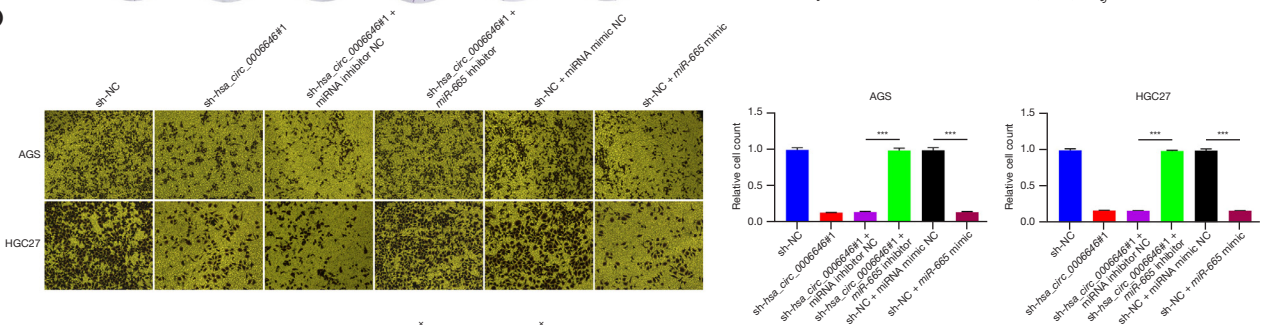 sh-NC
sh-hsa_circ_0006646#1
sh-hsa_circ_0006646#1 +
miRNA inhibitor NC
sh-hsa_circ_0006646#1 +
miR-665 inhibitor
sh-NC + miRNA mimic NC
sh-NC + miR-665 mimic
AGS
HGC27
AGS
Relative cell count
1.5
1.0
0.5
0.0
***
***
sh-NC
sh-hsa_circ_0006646#1
sh-hsa_circ_0006646#1 +
miRNA inhibitor NC
sh-hsa_circ_0006646#1 +
miR-665 inhibitor
sh-NC + miRNA mimic NC
sh-NC + miR-665 mimic
HGC27
Relative cell count
1.5
1.0
0.5
0.0
***
***
sh-NC
sh-hsa_circ_0006646#1
sh-hsa_circ_0006646#1 +
miRNA inhibitor NC
sh-hsa_circ_0006646#1 +
miR-665 inhibitor
sh-NC + miRNA mimic NC
sh-NC + miR-665 mimic
+
+